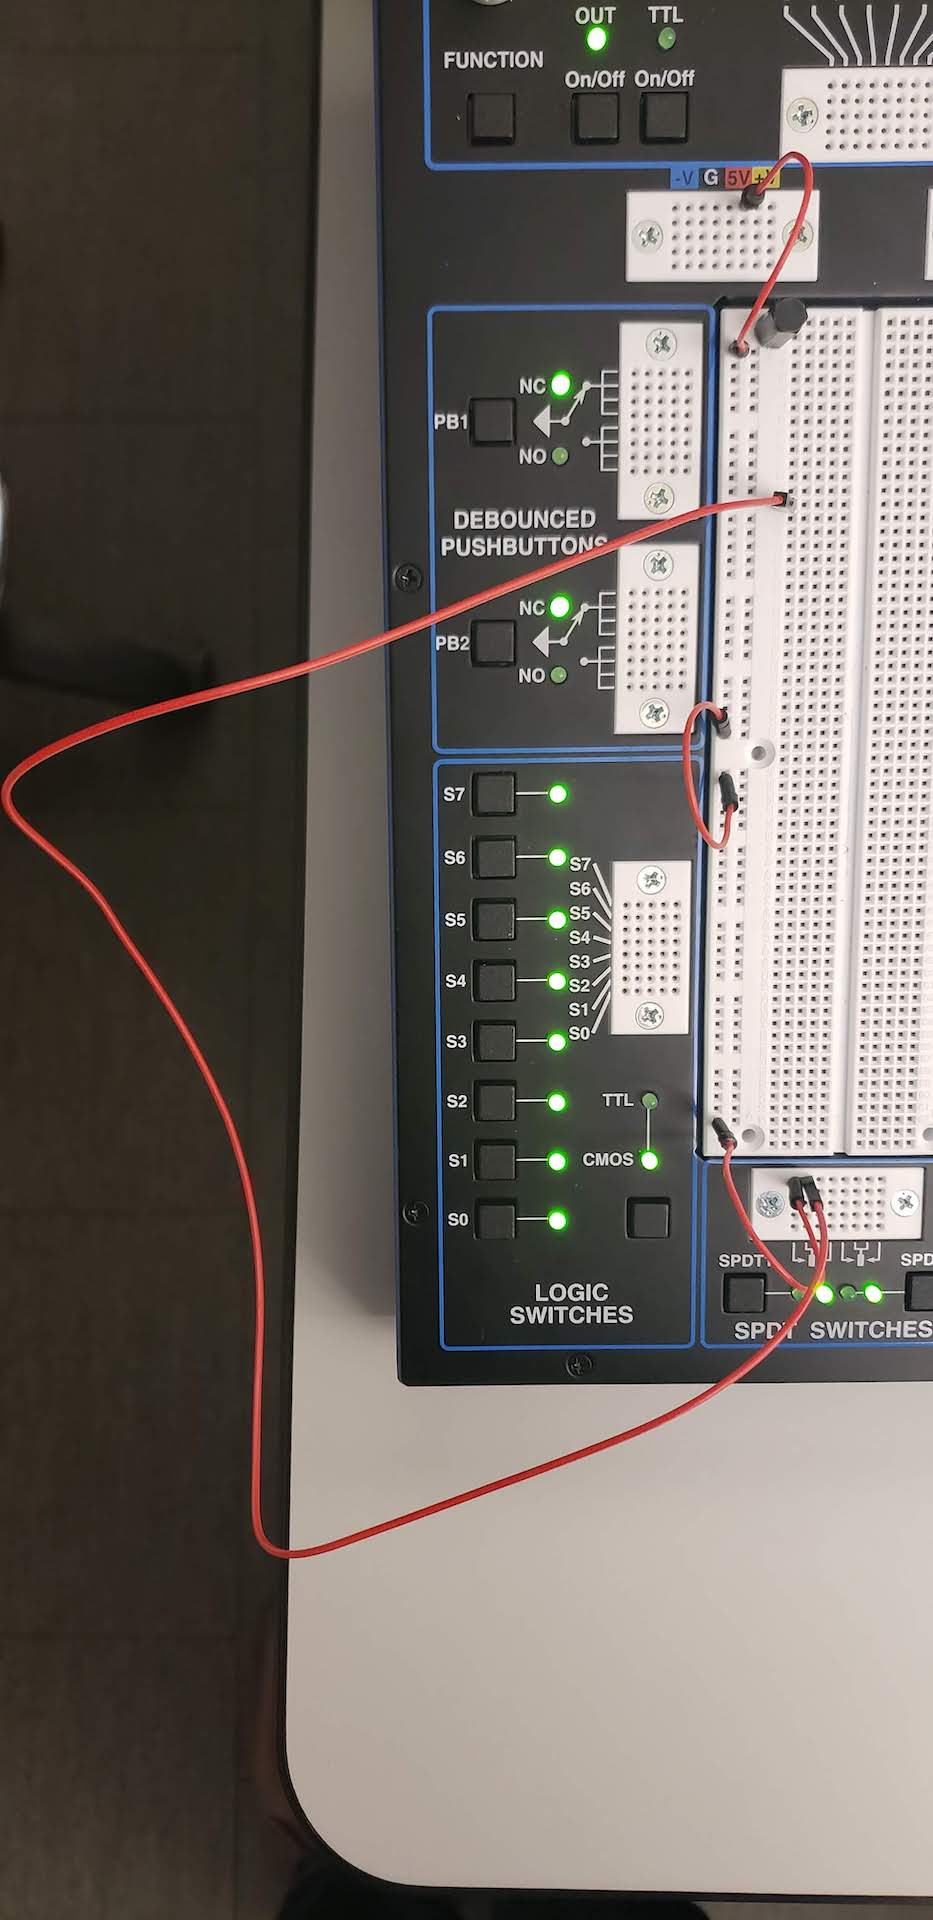 OUT TTL
FUNCTION
On/Off On/Off
-V G 5V
NC
PB1
NO
DEBOUNCED
PUSHBUTTONS
NC
PB2
NO
S7
S6
S5
S4
S3
S2
S1
S0
S7
S6
S5
S4
S3
S2
S1
S0
TTL
CMOS
LOGIC
SWITCHES
SPDT SWITCHES